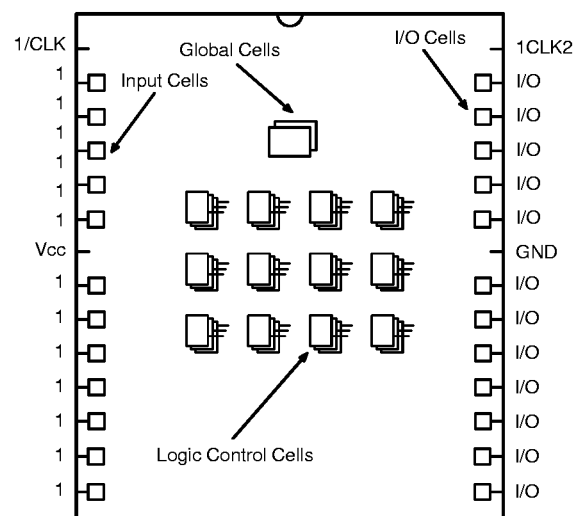 1/CLK
Global Cells
I/O Cells
1CLK2
1
Input Cells
I/O
1
I/O
1
I/O
1
I/O
1
I/O
1
Vcc
GND
1
I/O
1
I/O
1
I/O
1
I/O
1
I/O
Logic Control Cells
1
I/O
1
I/O